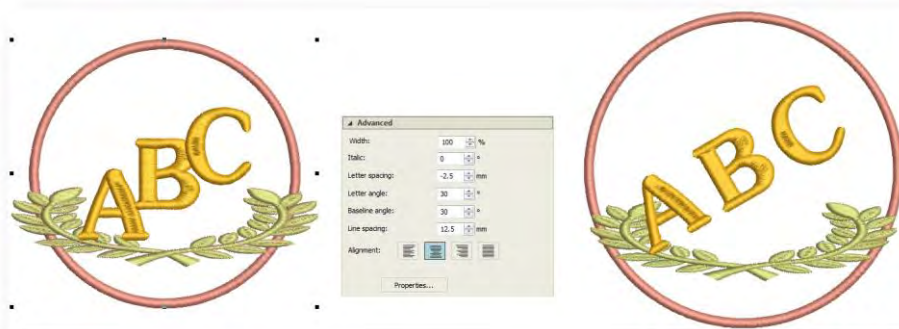 ABC
Advanced
Width: 100 %
Italic: 0 °
Letter spacing: -2.5 mm
Letter angle: 30 °
Baseline angle: 30 °
Line spacing: 12.5 mm
Alignment:
Properties...
ABC